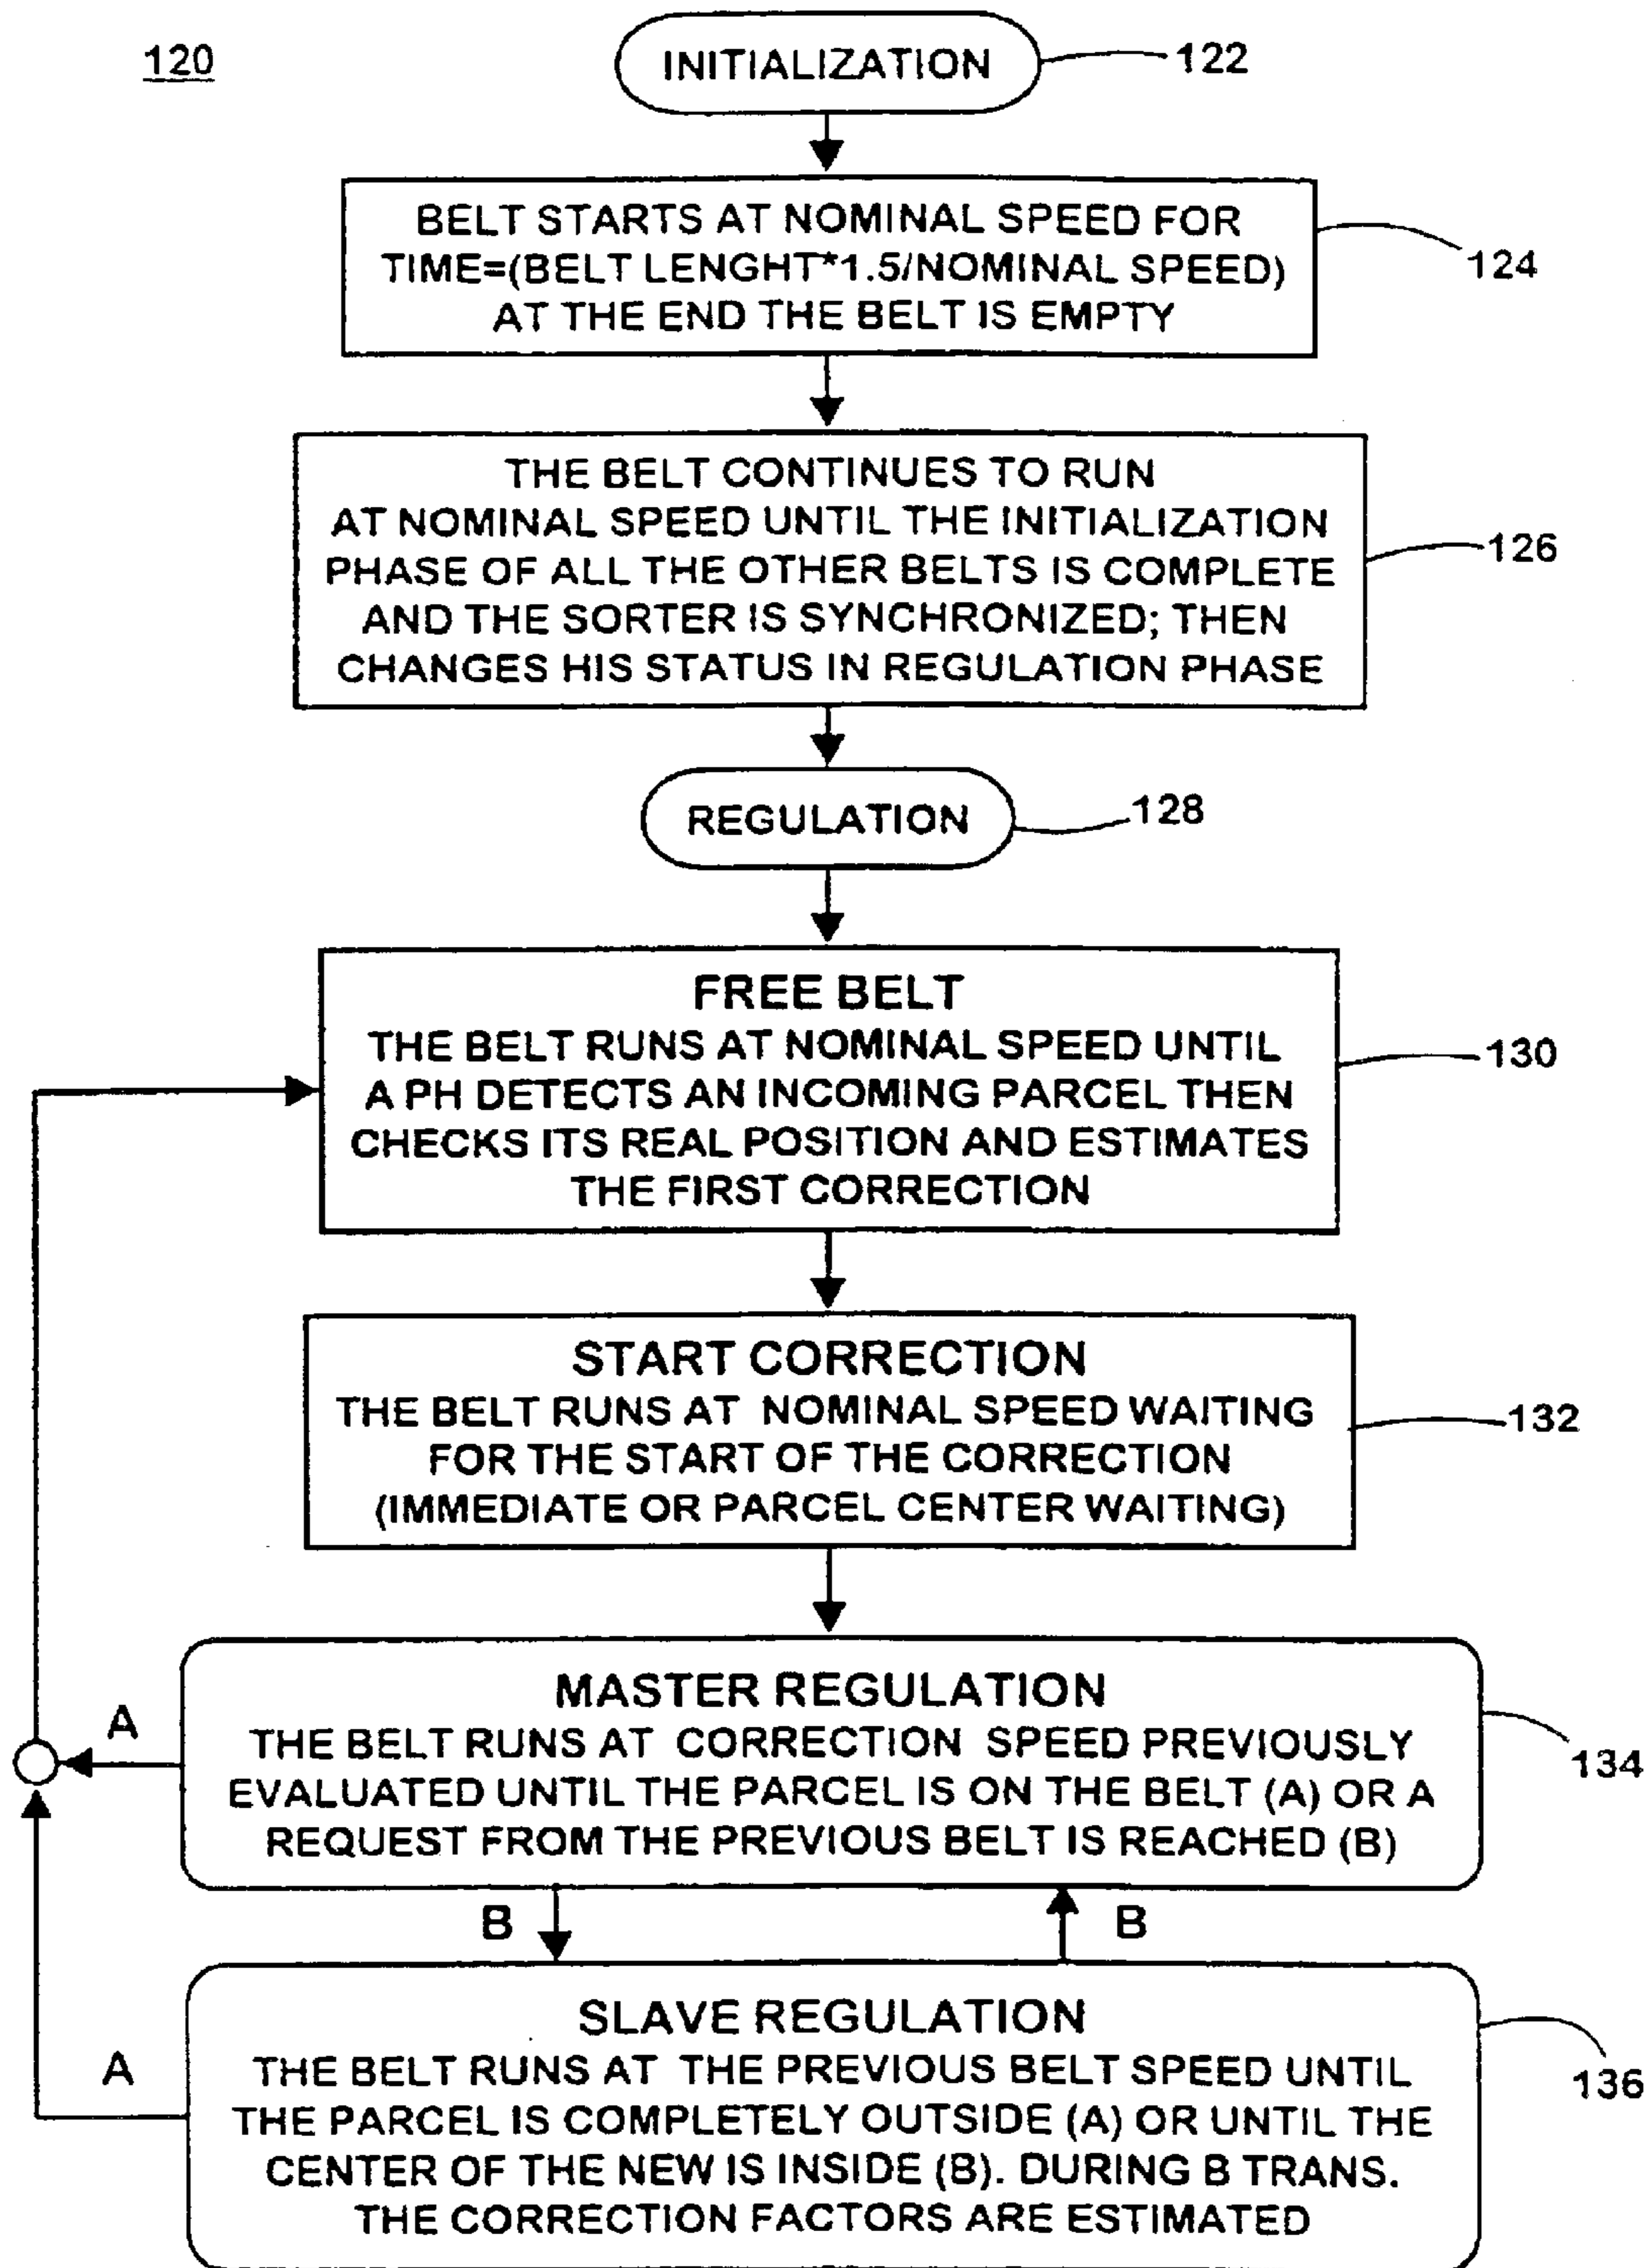 120
INITIALIZATION
122
BELT STARTS AT NOMINAL SPEED FOR
TIME=(BELT LENGHT*1.5/NOMINAL SPEED)
AT THE END THE BELT IS EMPTY
124
THE BELT CONTINUES TO RUN
AT NOMINAL SPEED UNTIL THE INITIALIZATION
PHASE OF ALL THE OTHER BELTS IS COMPLETE
AND THE SORTER IS SYNCHRONIZED; THEN
CHANGES HIS STATUS IN REGULATION PHASE
126
REGULATION
128
FREE BELT
THE BELT RUNS AT NOMINAL SPEED UNTIL
A PH DETECTS AN INCOMING PARCEL THEN
CHECKS ITS REAL POSITION AND ESTIMATES
THE FIRST CORRECTION
130
START CORRECTION
THE BELT RUNS AT NOMINAL SPEED WAITING
FOR THE START OF THE CORRECTION
(IMMEDIATE OR PARCEL CENTER WAITING)
132
MASTER REGULATION
THE BELT RUNS AT CORRECTION SPEED PREVIOUSLY
EVALUATED UNTIL THE PARCEL IS ON THE BELT (A) OR A
REQUEST FROM THE PREVIOUS BELT IS REACHED (B)
134
A
B
B
SLAVE REGULATION
THE BELT RUNS AT THE PREVIOUS BELT SPEED UNTIL
THE PARCEL IS COMPLETELY OUTSIDE (A) OR UNTIL THE
CENTER OF THE NEW IS INSIDE (B). DURING B TRANS.
THE CORRECTION FACTORS ARE ESTIMATED
136
A